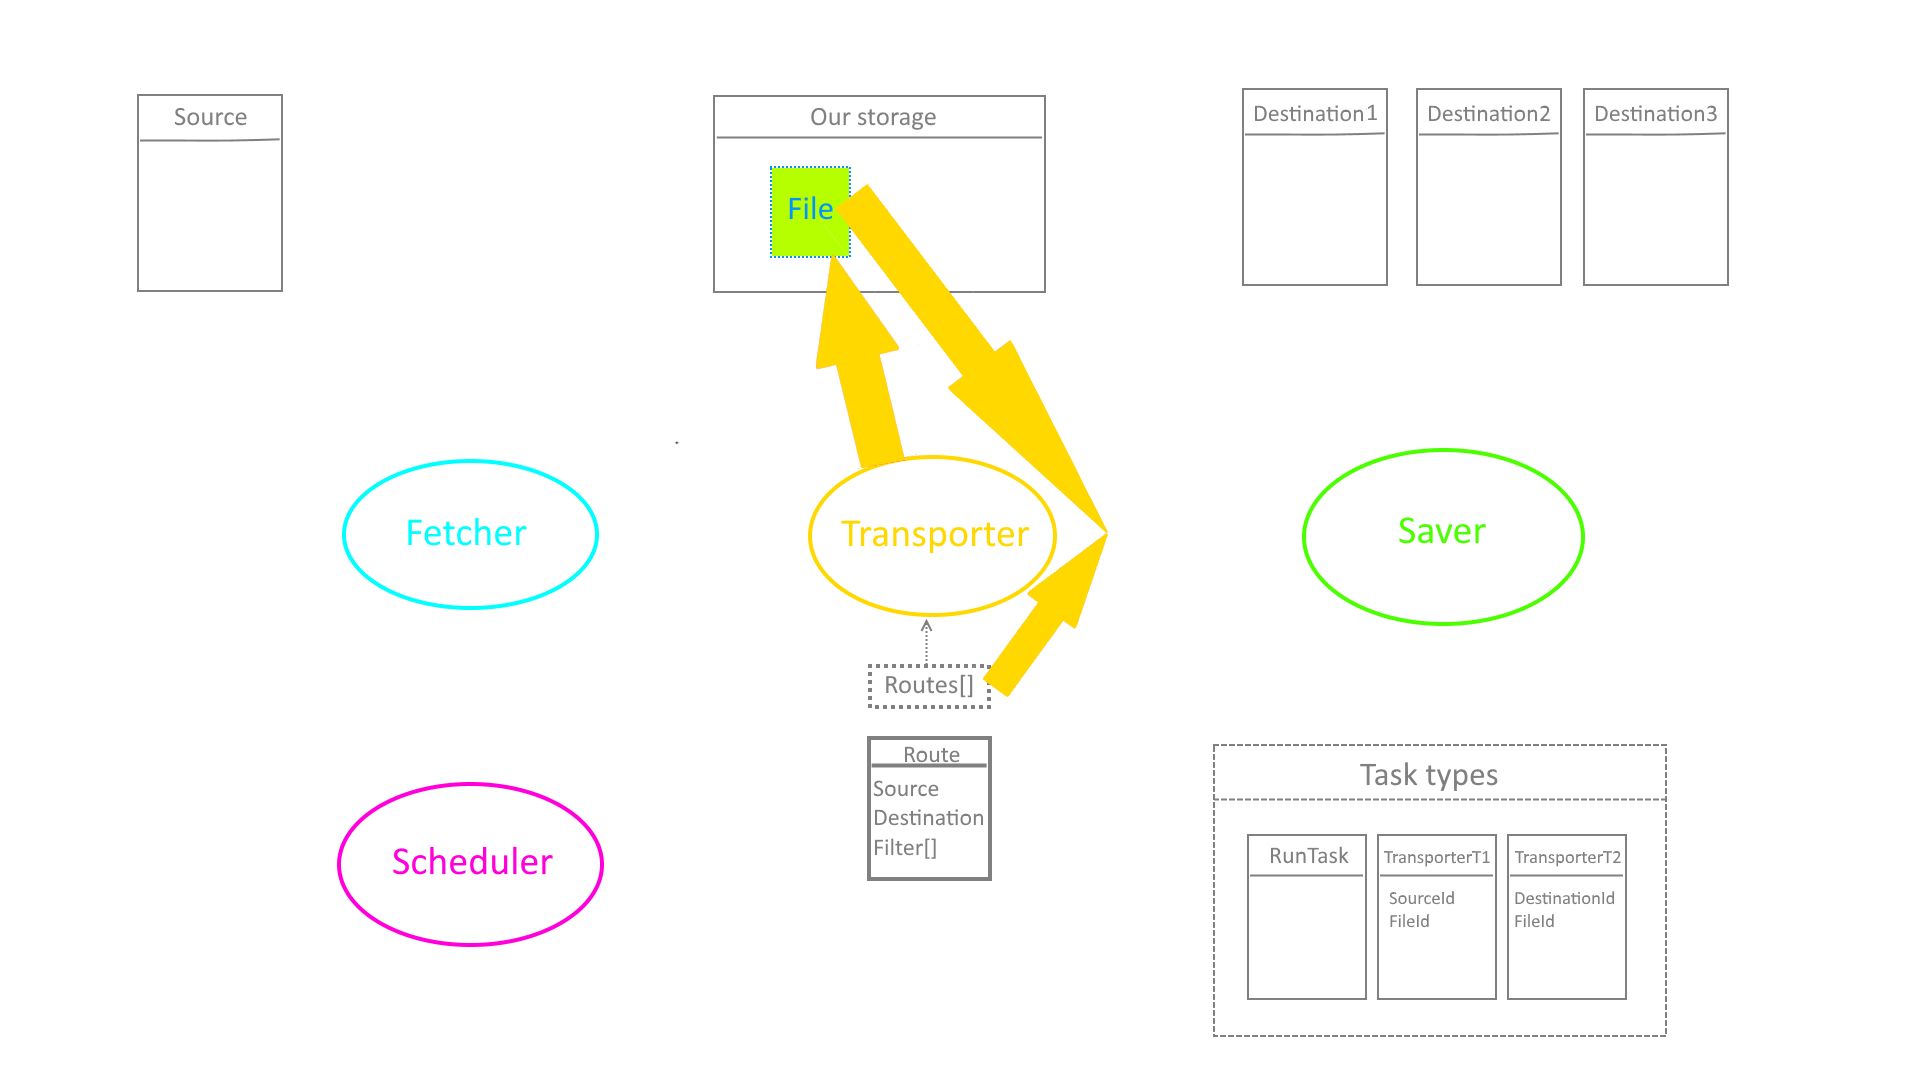 Source
Our storage
Destination1
Destination2
Destination3
File
Fetcher
Transporter
Saver
Routes[]
Route
Source
Destination
Filter[]
Scheduler
Task types
RunTask
TransporterT1
SourceId
FileId
TransporterT2
DestinationId
FileId